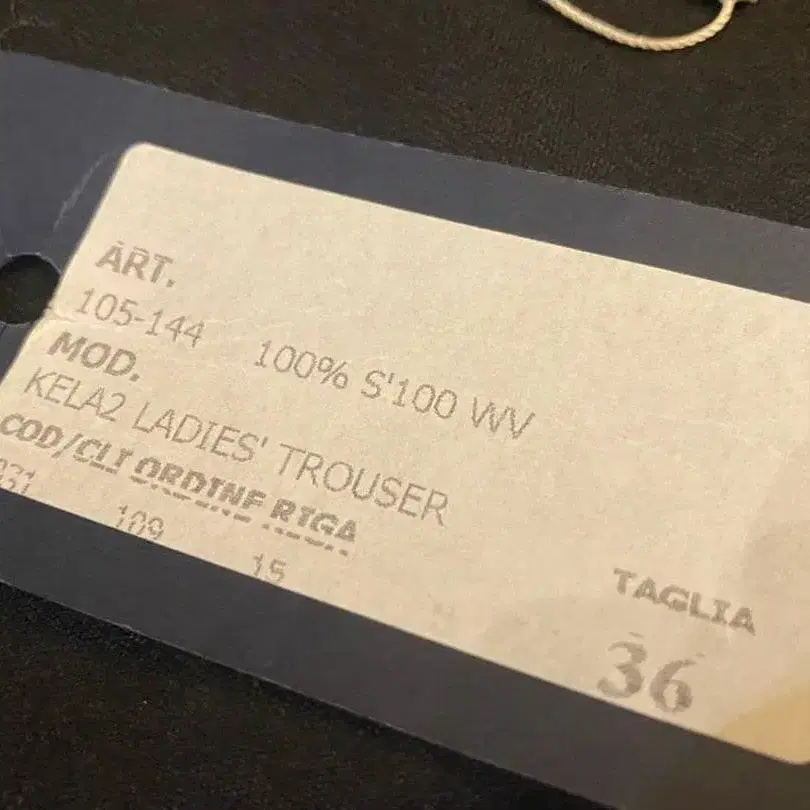 ART.
105-144 100% S'100 WV
MOD.
KELA2 LADIES' TROUSER
COD/CLI ORDINE RIGA
109 15
TAGLIA
36